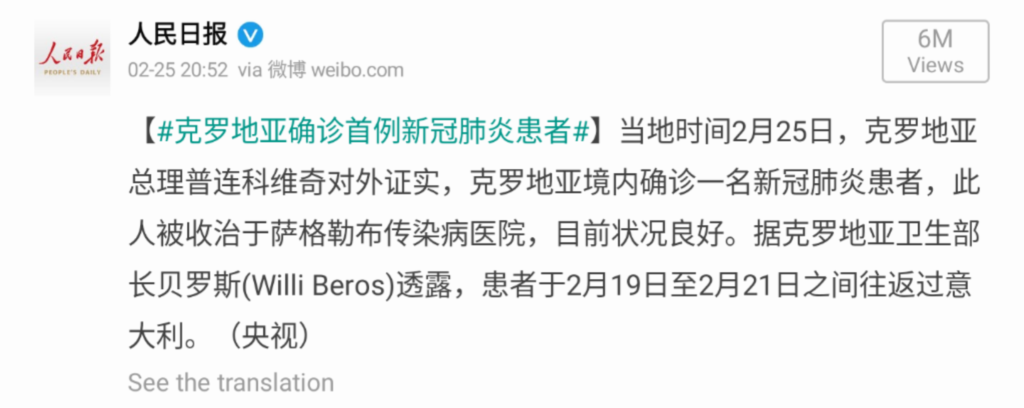 人民日报
PEOPLE'S DAILY
人民日报
6M
Views
02-25 20:52 via 微博 weibo.com
【#克罗地亚确诊首例新冠肺炎患者#】当地时间2月25日，克罗地亚
总理普连科维奇对外证实，克罗地亚境内确诊一名新冠肺炎患者，此
人被收治于萨格勒布传染病医院，目前状况良好。据克罗地亚卫生部
长贝罗斯(Willi Beros)透露，患者于2月19日至2月21日之间往返过意
大利。（央视）
See the translation